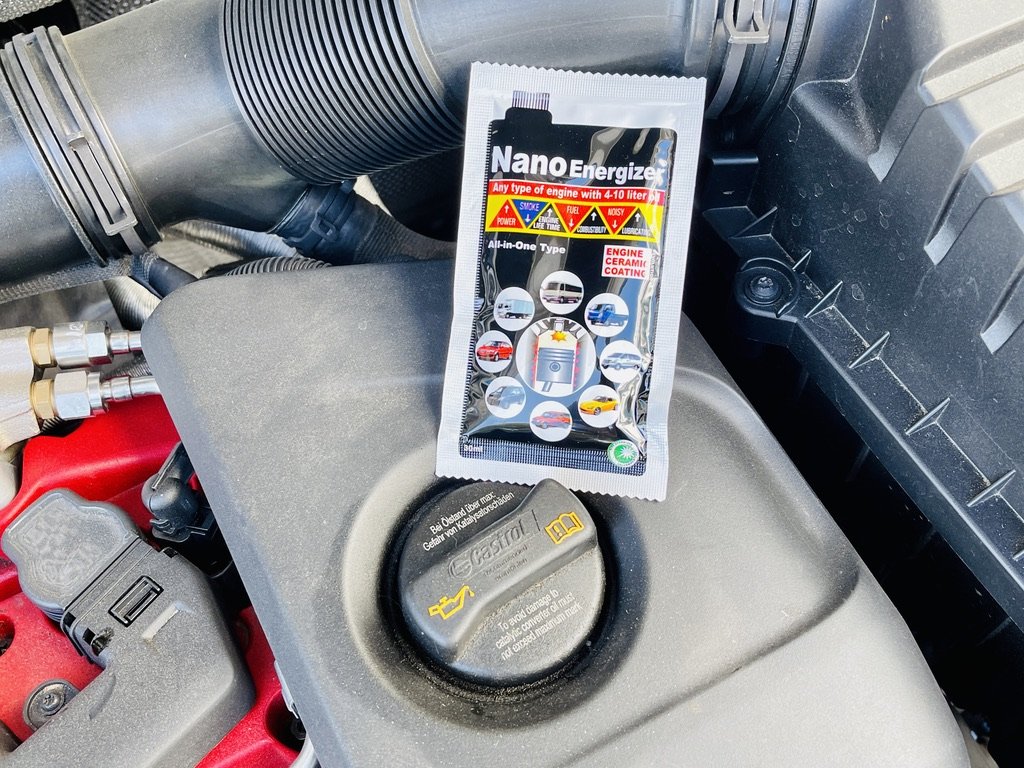 Nano Energizer
Any type of engine with 4-10 liter oil
POWER
SMOKE
ENGINE
LIFE TIME
FUEL
COMBUSTIBILITY
NOISY
LUBRICATING
All-in-One Type
ENGINE
CERAMIC
COATING
Bei Ölstand über max:
Gefahr von Katalysatorschäden
Castrol
To avoid damage to
catalytic converter oil must
not exceed maximum mark